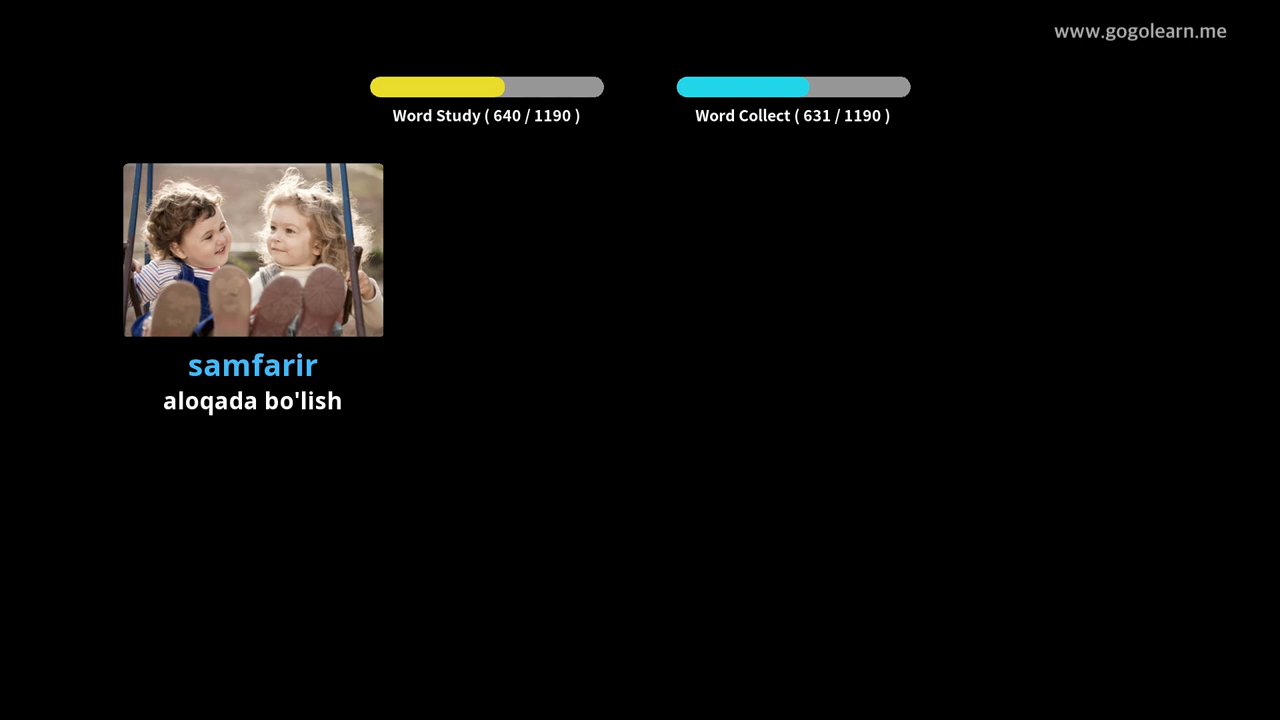 www.gogolearn.me
Word Study ( 640 / 1190 )
Word Collect ( 631 / 1190 )
samfarir
aloqada bo'lish